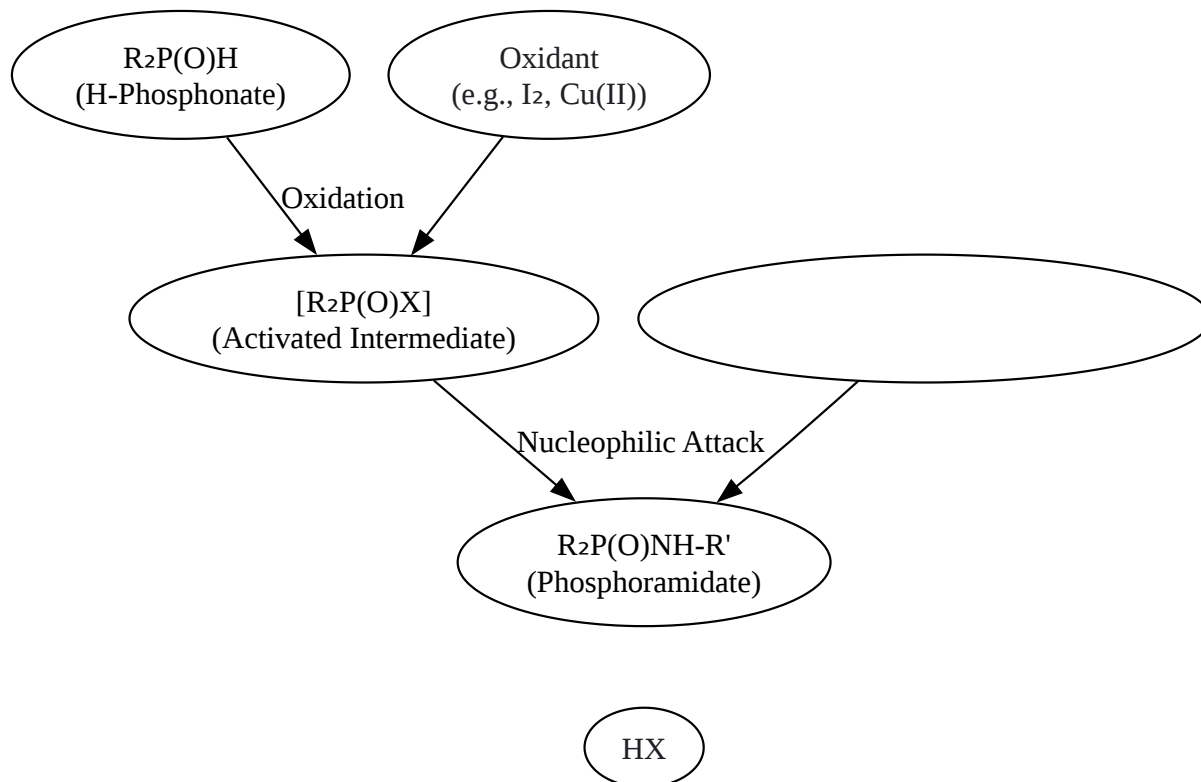 R₂P(O)H
(H-Phosphonate)
Oxidant
(e.g., I₂, Cu(II))
Oxidation
[R₂P(O)X]
(Activated Intermediate)
Nucleophilic Attack
R₂P(O)NH-R'
(Phosphoramidate)
HX